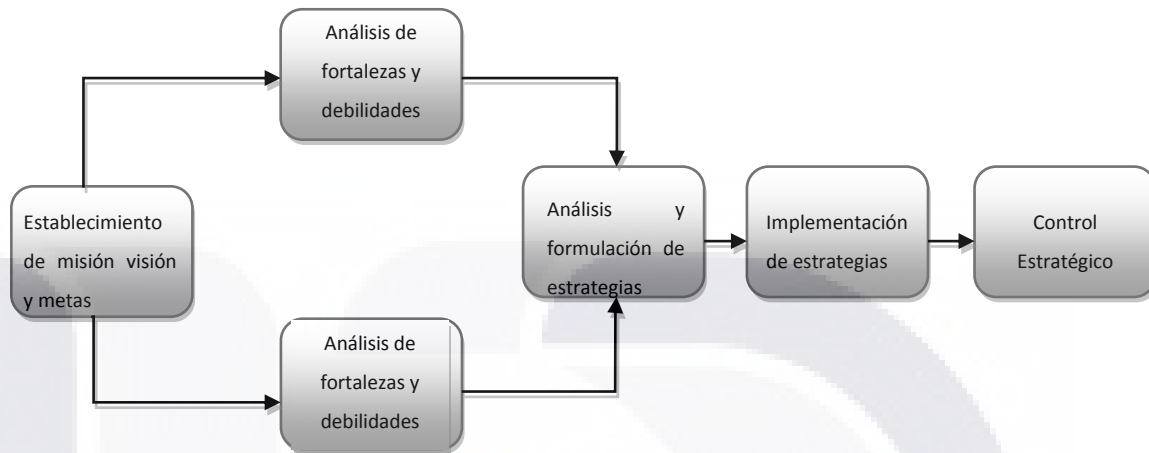 Análisis de
fortalezas y
debilidades
Establecimiento
de misión visión
y metas
Análisis y
formulación de
estrategias
Implementación
de estrategias
Control
Estratégico
Análisis de
fortalezas y
debilidades